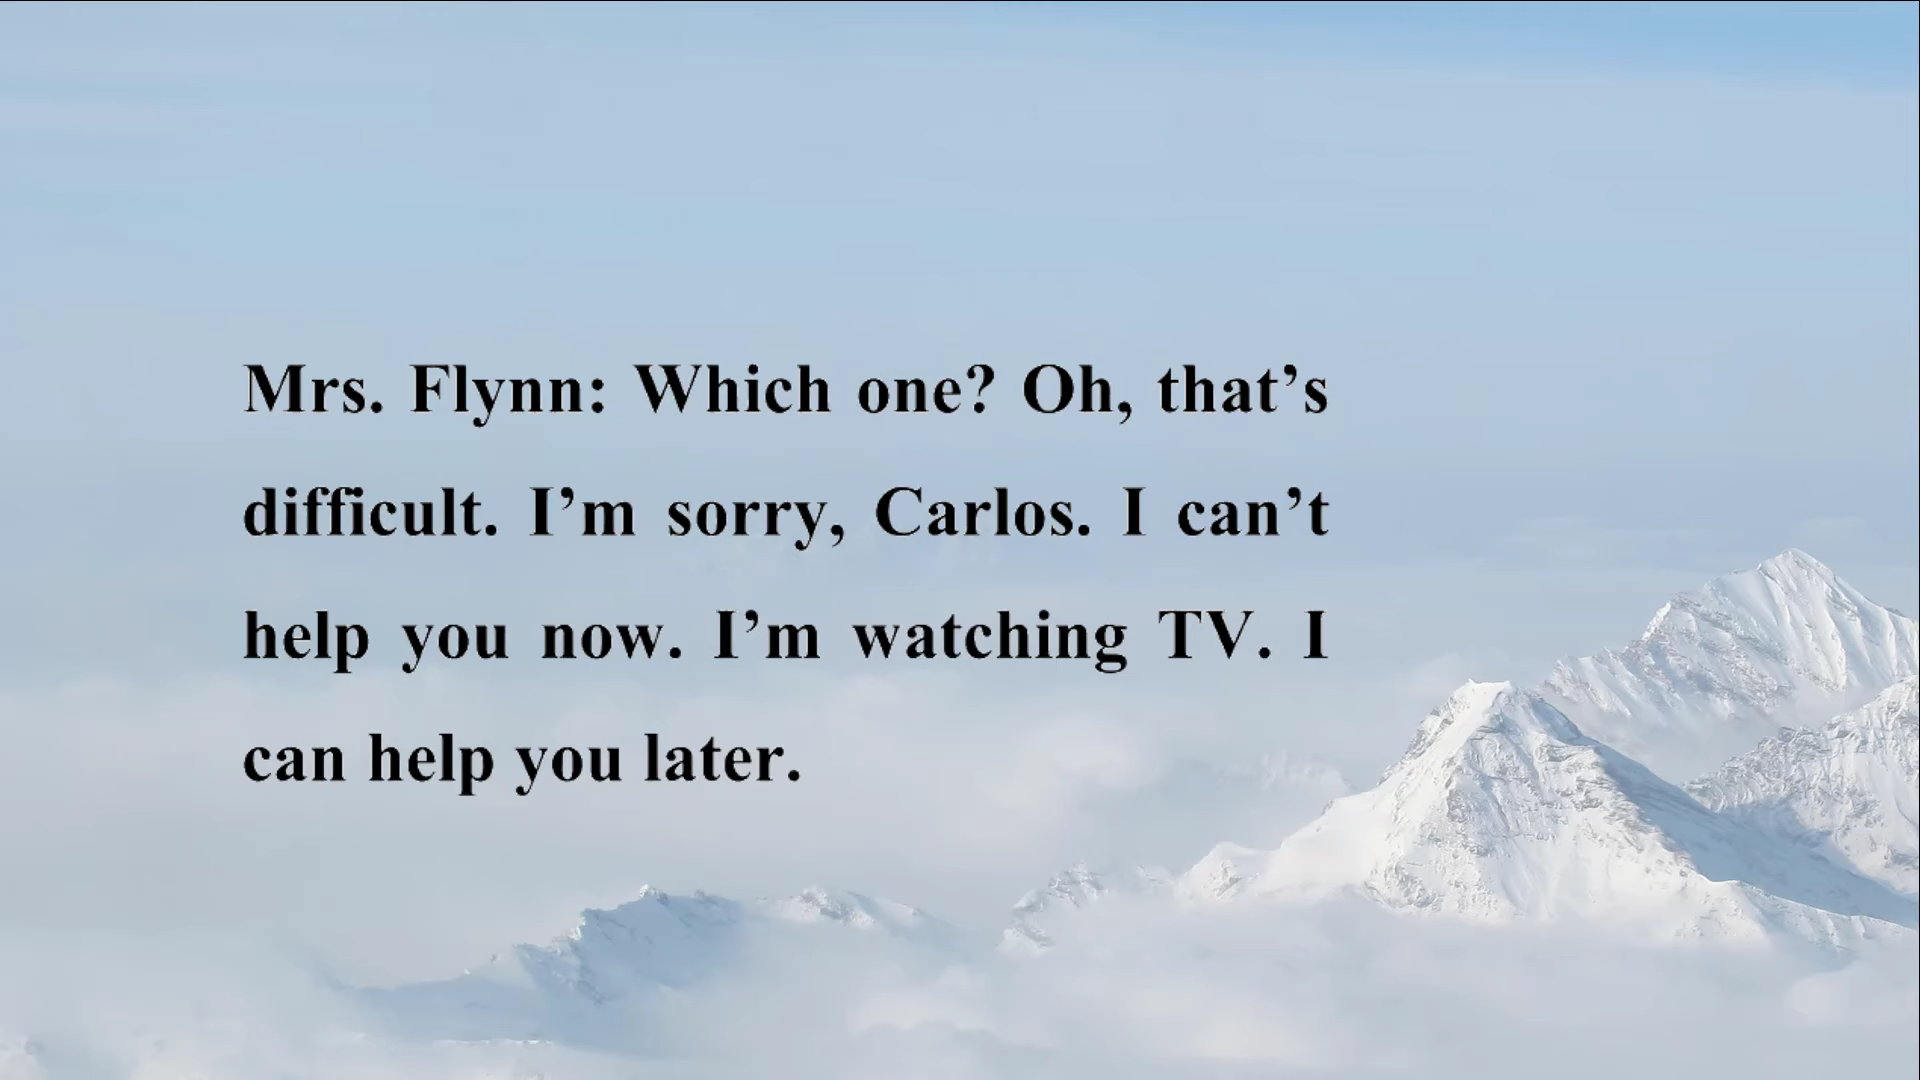 Mrs. Flynn: Which one? Oh, that’s
difficult. I’m sorry, Carlos. I can’t
help you now. I’m watching TV. I
can help you later.